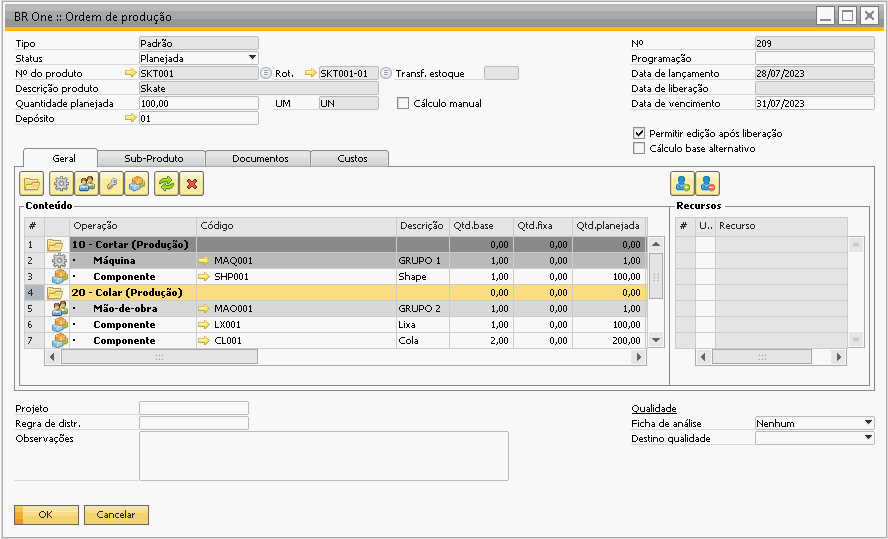 BR One :: Ordem de produção
Tipo Padrão Nº 209
Status Planejada Programação
Nº do produto SKT001 Rot. SKT001-01 Transf. estoque Data de lançamento 28/07/2023
Descrição produto Skate Data de liberação
Quantidade planejada 100,00 UM UN Cálculo manual Data de vencimento 31/07/2023
Depósito 01
Permitir edição após liberação
Cálculo base alternativo
Geral Sub-Produto Documentos Custos
Conteúdo Recursos
# Operação Código Descrição Qtd.base Qtd.fixa Qtd.planejada # U.. Recurso
1 10 - Cortar (Produção) 0,00 0,00 0,00
2 · Máquina MAQ001 GRUPO 1 1,00 0,00 1,00
3 · Componente SHP001 Shape 1,00 0,00 100,00
4 20 - Colar (Produção) 0,00 0,00 0,00
5 · Mão-de-obra MAO001 GRUPO 2 1,00 0,00 1,00
6 · Componente LX001 Lixa 1,00 0,00 100,00
7 · Componente CL001 Cola 2,00 0,00 200,00
Projeto Qualidade
Regra de distr. Ficha de análise Nenhum
Observações Destino qualidade
OK Cancelar